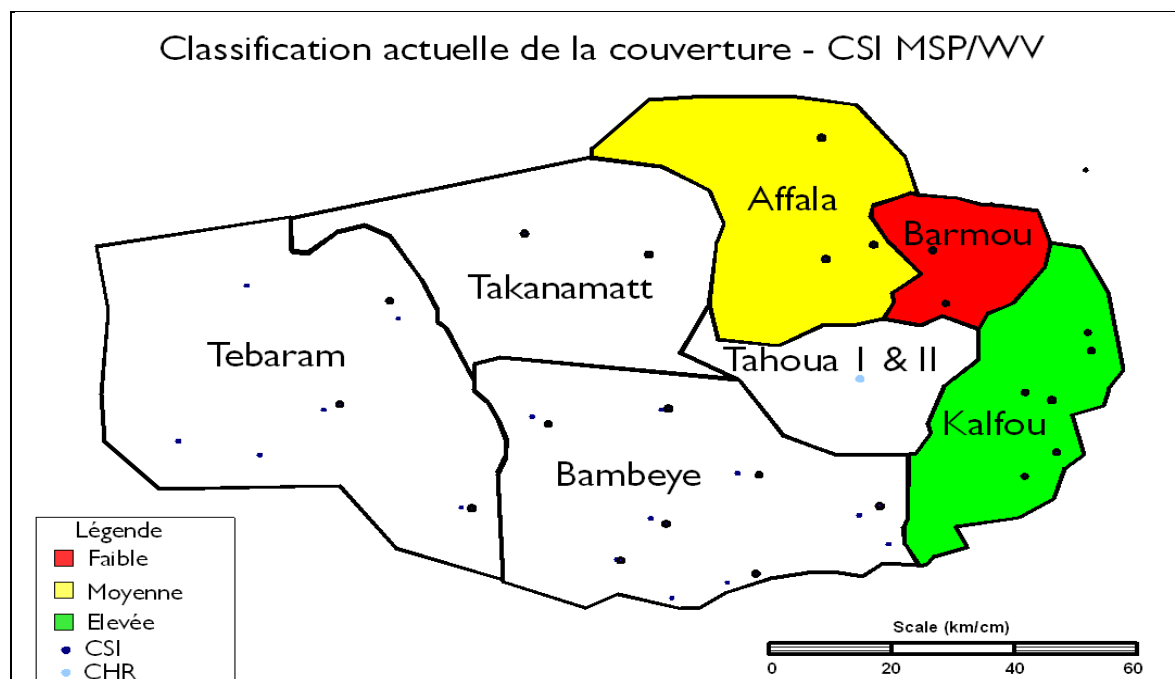 Classification actuelle de la couverture - CSI MSP/WV
Affala
Barmou
Takanamatt
Tebaram
Tahoua I & II
Kalfou
Bambeye
Légende
Faible
Moyenne
Elevée
CSI
CHR
Scale (km/cm)
0 20 40 60